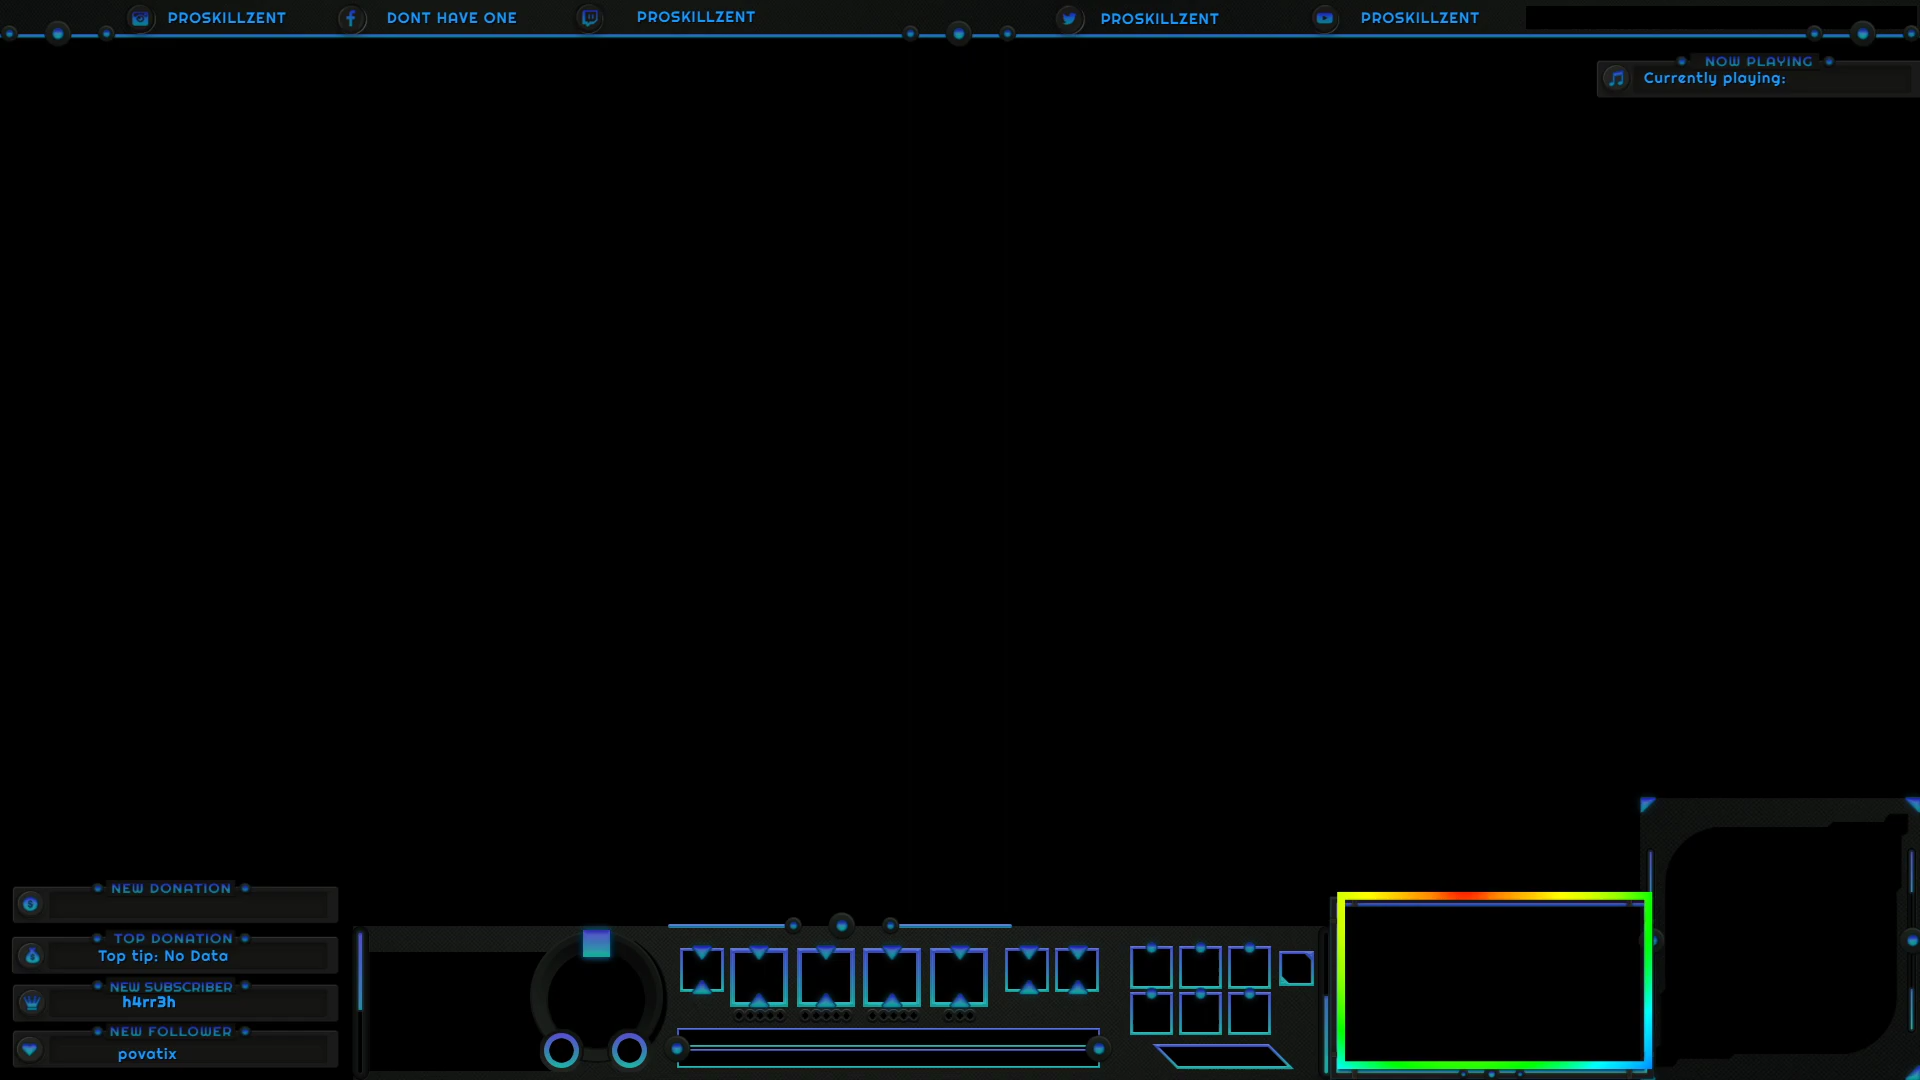 PROSKILLZENT
DONT HAVE ONE
PROSKILLZENT
PROSKILLZENT
PROSKILLZENT
NOW PLAYING
Currently playing:
NEW DONATION
TOP DONATION
Top tip: No Data
NEW SUBSCRIBER
h4rr3h
NEW FOLLOWER
povatix